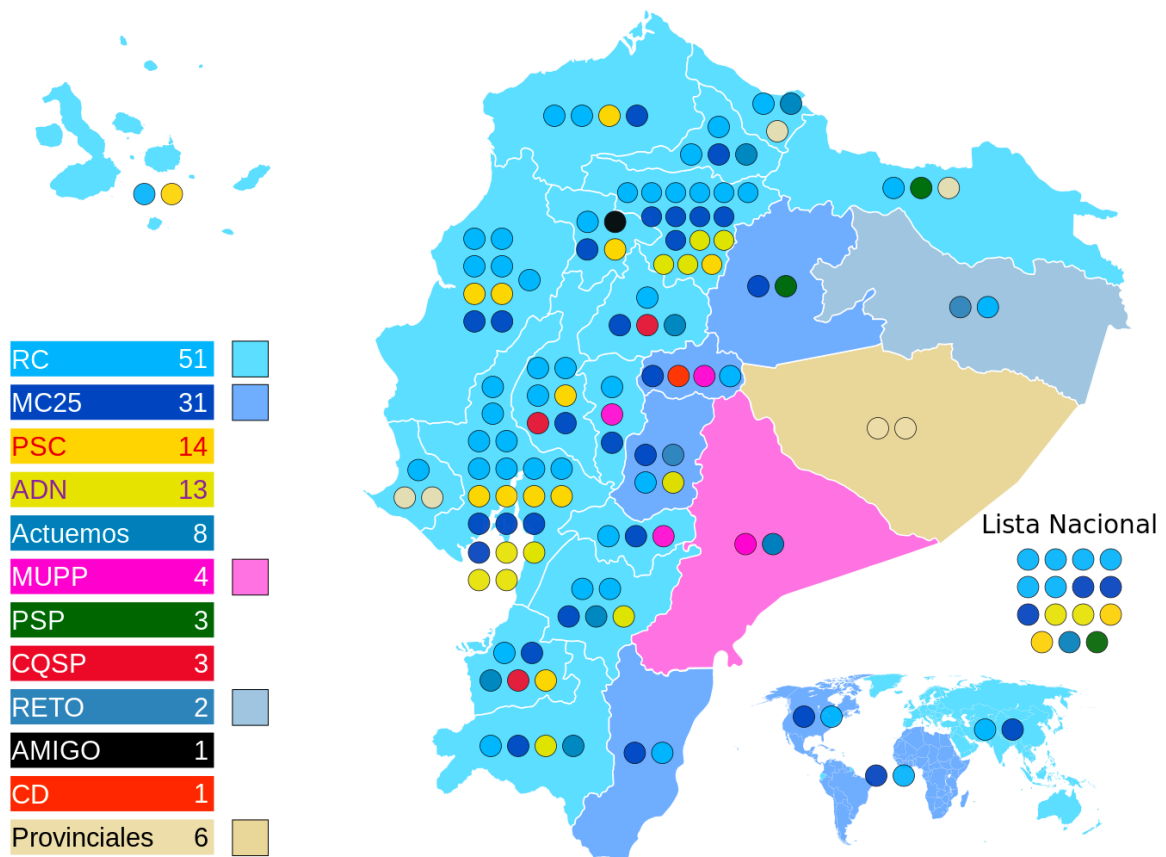 RC 51
MC25 31
PSC 14
ADN 13
Actuemos 8
MUPP 4
PSP 3
CQSP 3
RETO 2
AMIGO 1
CD 1
Provinciales 6
Lista Nacional